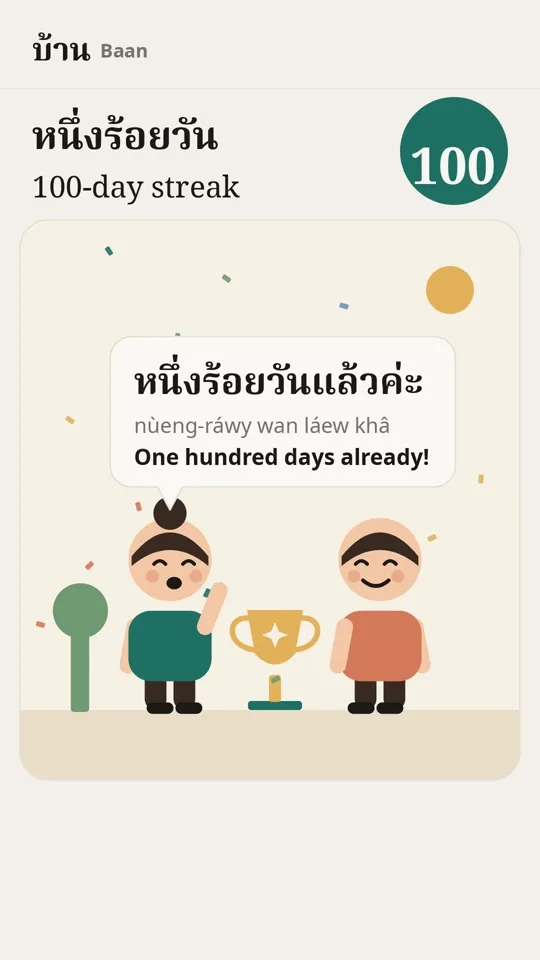 บ้าน Baan
หนึ่งร้อยวัน
100-day streak
100
หนึ่งร้อยวันแล้วค่ะ
nùeng-ráwy wan láew khâ
One hundred days already!